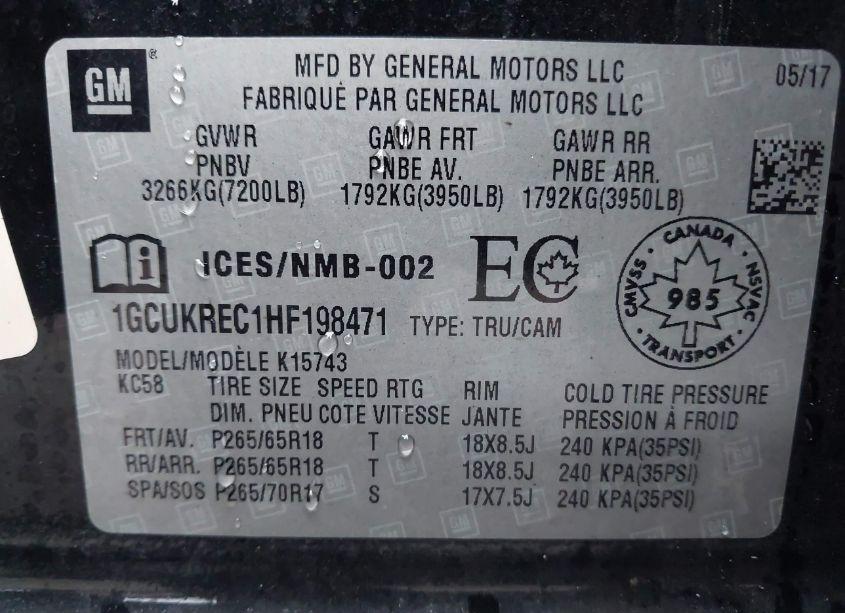 GM®
MFD BY GENERAL MOTORS LLC
FABRIQUÉ PAR GENERAL MOTORS LLC
05/17
GVWR GAWR FRT GAWR RR
PNBV PNBE AV. PNBE ARR.
3266KG(7200LB) 1792KG(3950LB) 1792KG(3950LB)
i ICES/NMB-002 EC
CANADA
CMVSS · NSVAC
985
TRANSPORT
1GCUKREC1HF198471 TYPE: TRU/CAM
MODEL/MODÈLE K15743
KC58 TIRE SIZE SPEED RTG RIM COLD TIRE PRESSURE
DIM. PNEU COTE VITESSE JANTE PRESSION À FROID
FRT/AV. P265/65R18 T 18X8.5J 240 KPA(35PSI)
RR/ARR. P265/65R18 T 18X8.5J 240 KPA(35PSI)
SPA/SOS P265/70R17 S 17X7.5J 240 KPA(35PSI)